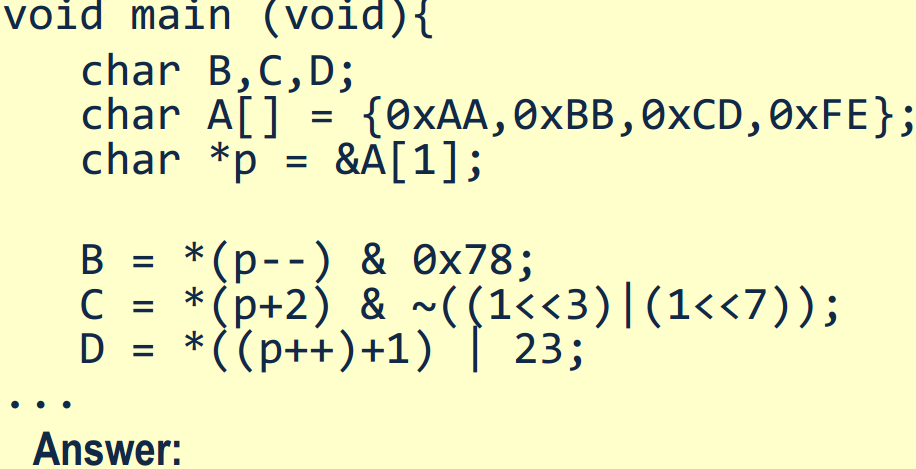 void main (void){
char B,C,D;
char A[] = {0xAA,0xBB,0xCD,0xFE};
char *p = &A[1];
B = *(p--) & 0x78;
C = *(p+2) & ~((1<<3)|(1<<7));
D = *((p++)+1) | 23;
...
Answer: